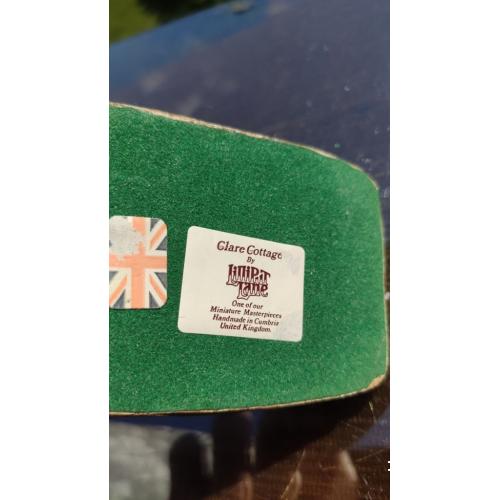 Clare Cottage
By
Lilliput
Lane
One of our
Miniature Masterpieces
Handmade in Cumbria
United Kingdom.